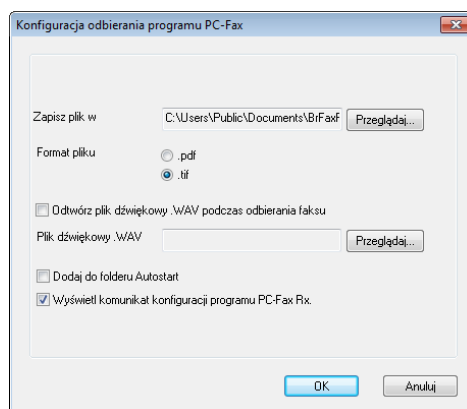 Konfiguracja odbierania programu PC-Fax
Zapisz plik w
C:\Users\Public\Documents\BrFaxF
Przeglądaj...
Format pliku
.pdf
.tif
Odtwórz plik dźwiękowy .WAV podczas odbierania faksu
Plik dźwiękowy .WAV
Przeglądaj...
Dodaj do folderu Autostart
Wyświetl komunikat konfiguracji programu PC-Fax Rx.
OK
Anuluj